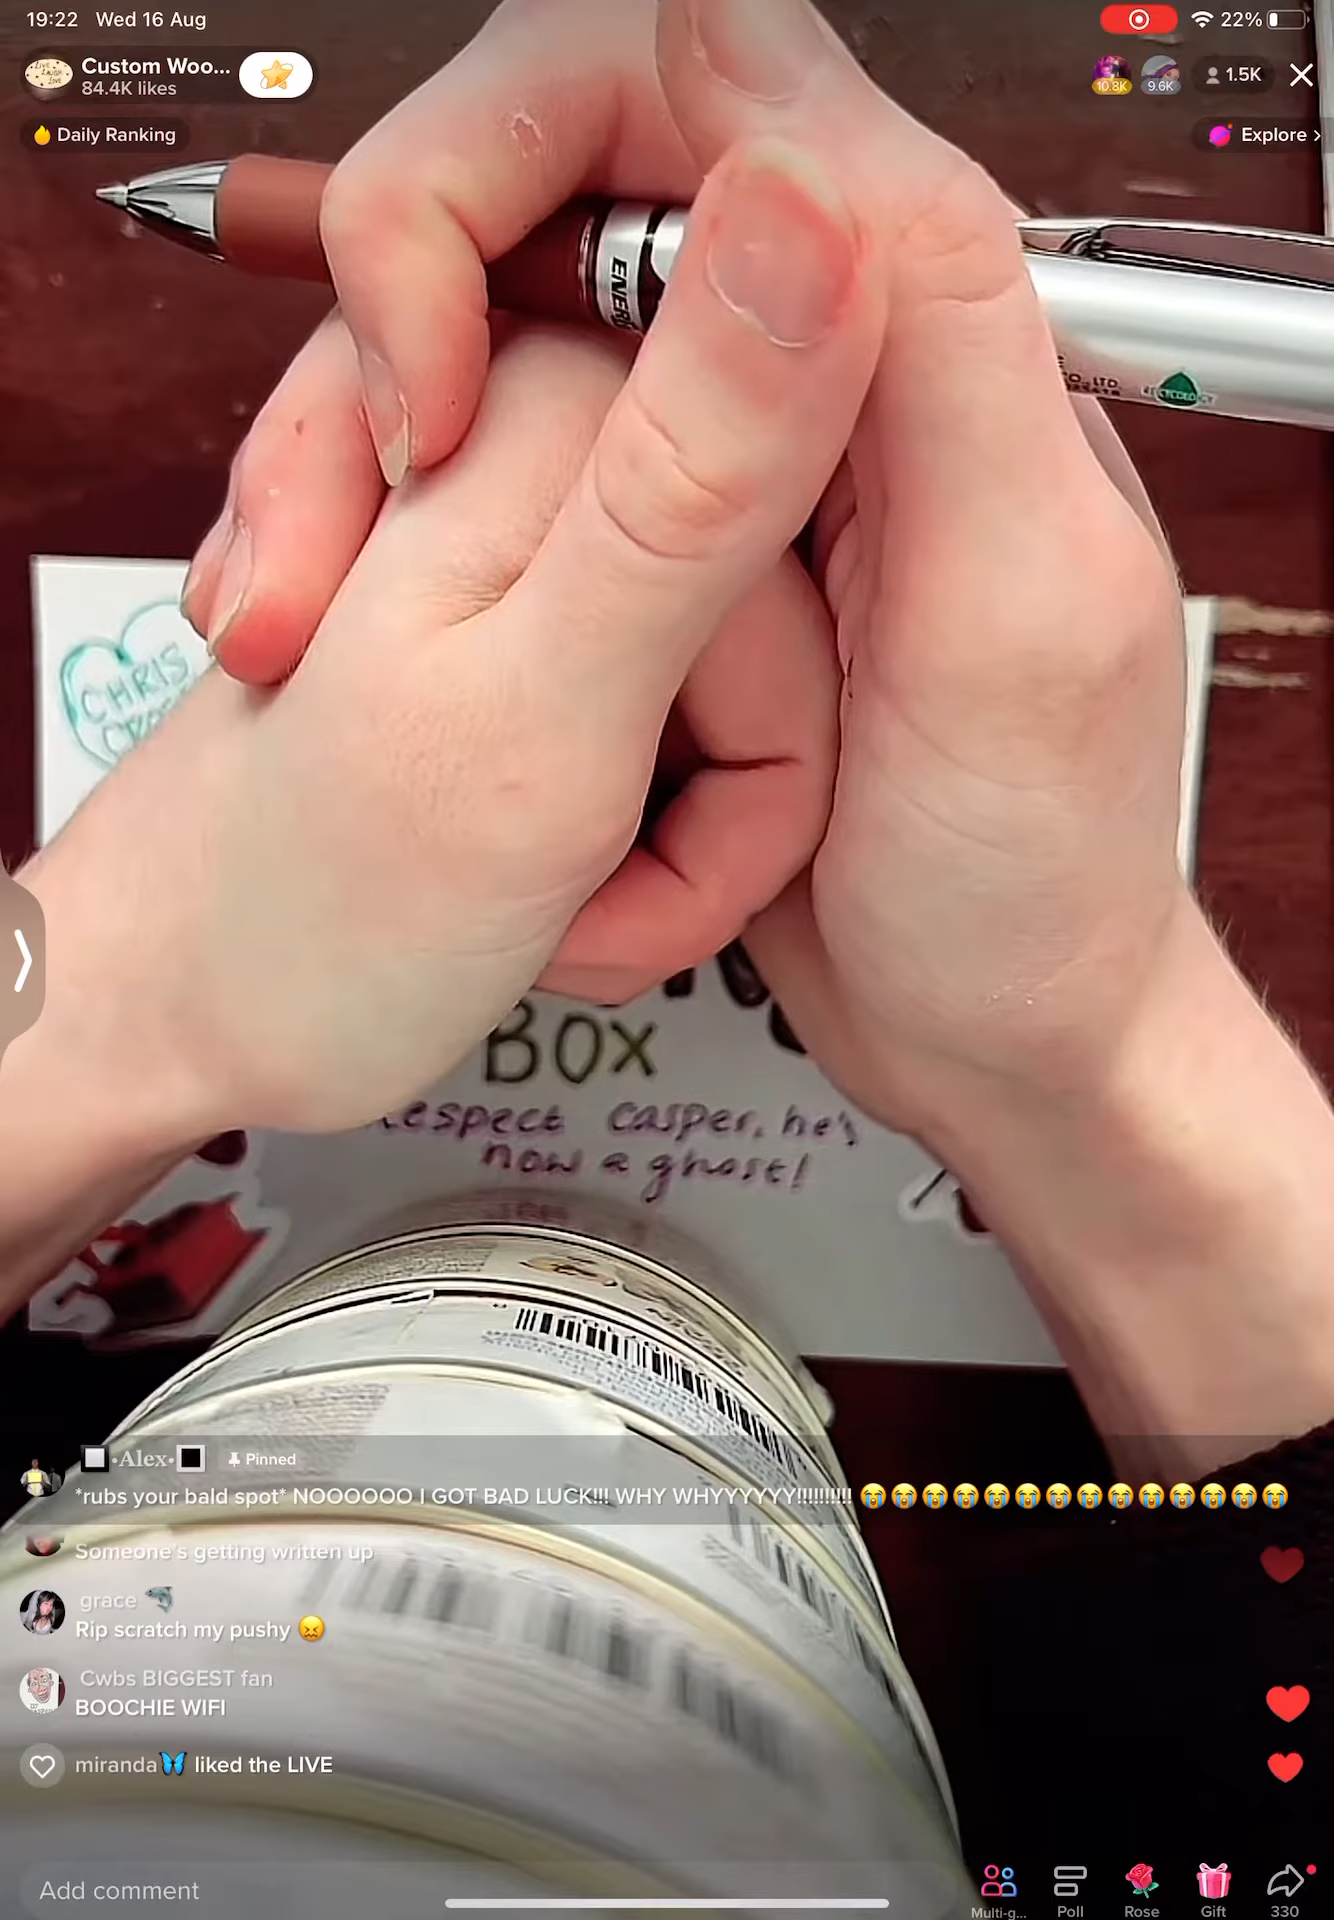 19:22 Wed 16 Aug
22%
Custom Woo...
84.4K likes
10.8K
9.6K
1.5K
Daily Ranking
Explore
CO., LTD.
RECYCOLOGY
CHRIS
BOX
espect casper, he's
now a ghost!
•Alex•
Pinned
*rubs your bald spot* NOOOOOO I GOT BAD LUCK!!! WHY WHYYYYYY!!!!!!!!!! 😭😭😭😭😭😭😭😭😭😭😭😭😭😭
Someone's getting written up
grace 🦈
Rip scratch my pushy 😖
Cwbs BIGGEST fan
BOOCHIE WIFI
miranda🦋 liked the LIVE
Add comment
Multi-g...
Poll
Rose
Gift
330